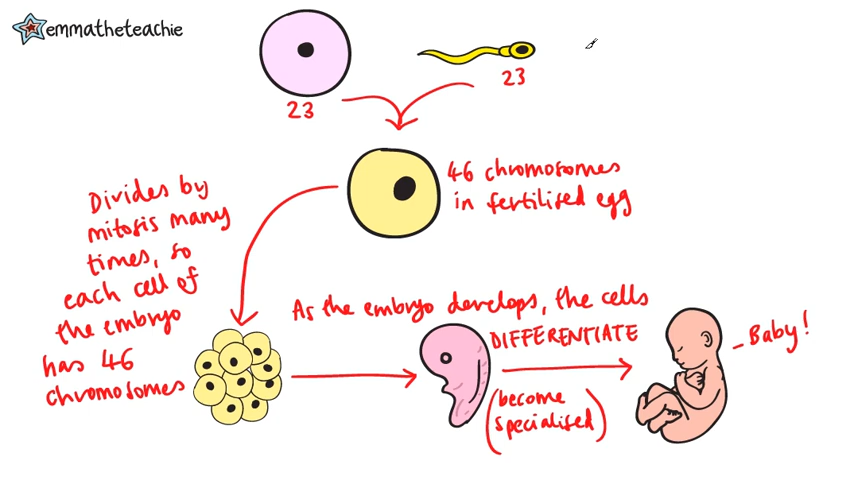 emmatheteachie
23
23
46 chromosomes
in fertilised egg
Divides by
mitosis many
times, so
each cell of
the embryo
has 46
chromosomes
As the embryo develops, the cells
DIFFERENTIATE
(become
specialised)
- Baby!